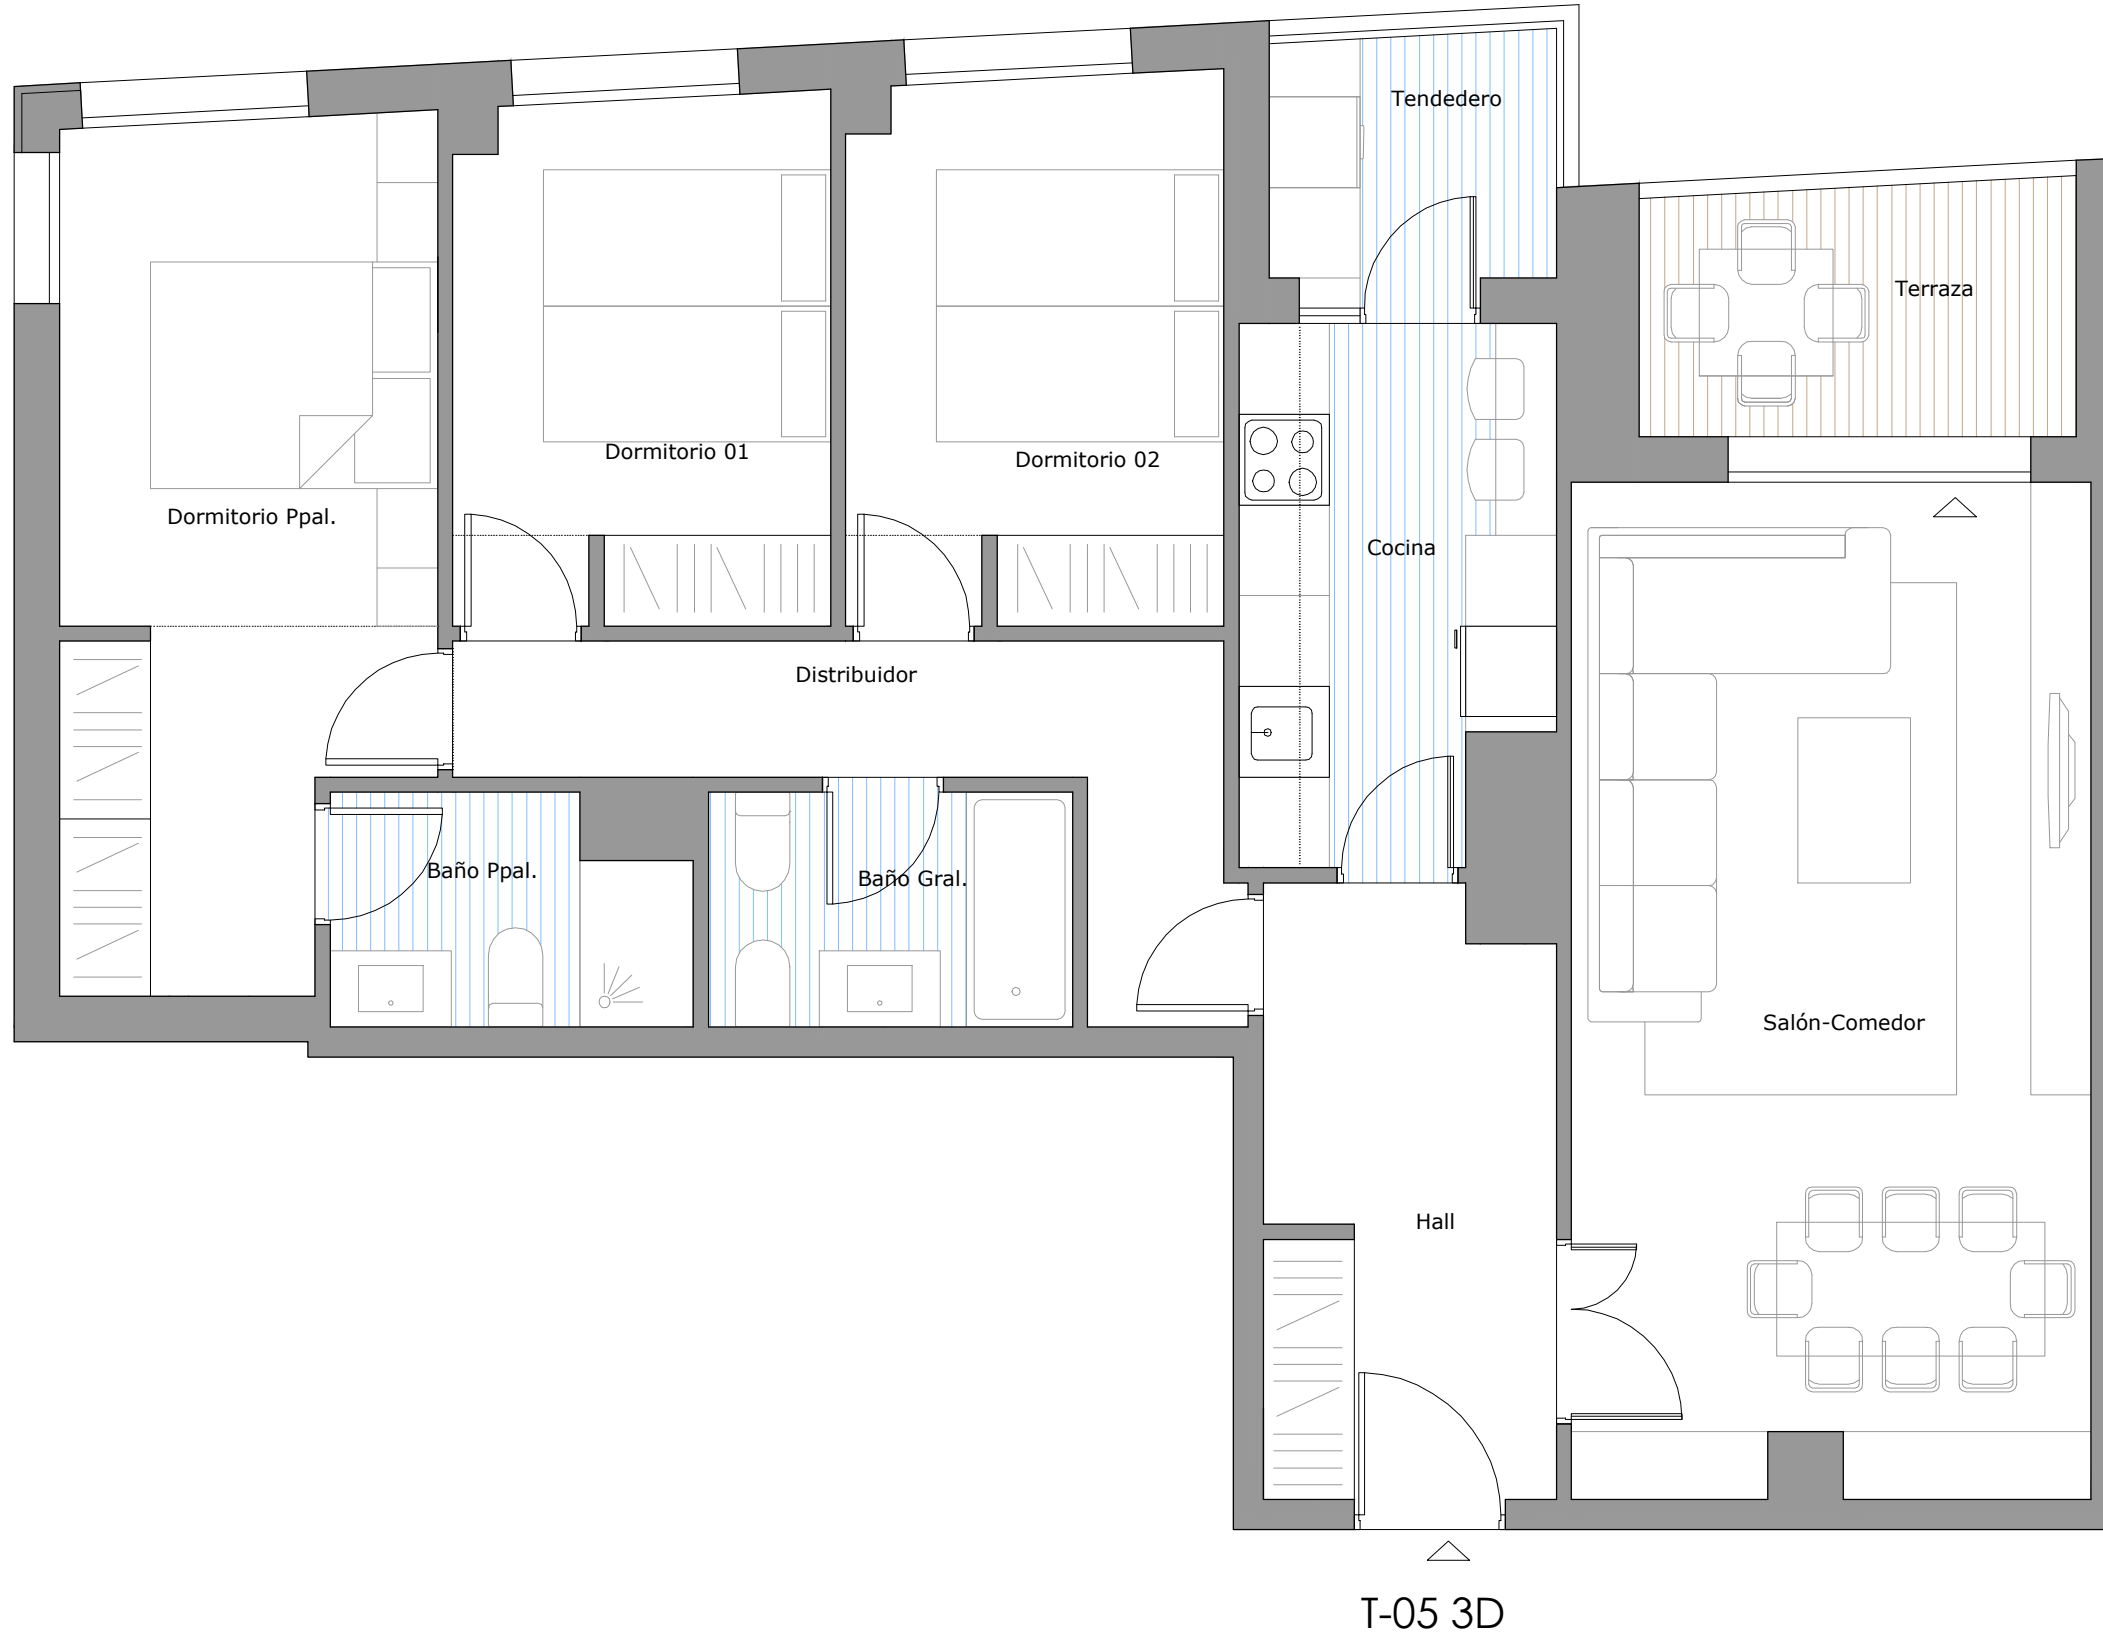 Tendedero
Terraza
Dormitorio 01
Dormitorio 02
Dormitorio Ppal.
Cocina
Distribuidor
Baño Ppal.
Baño Gral.
Salón-Comedor
Hall
T-05 3D